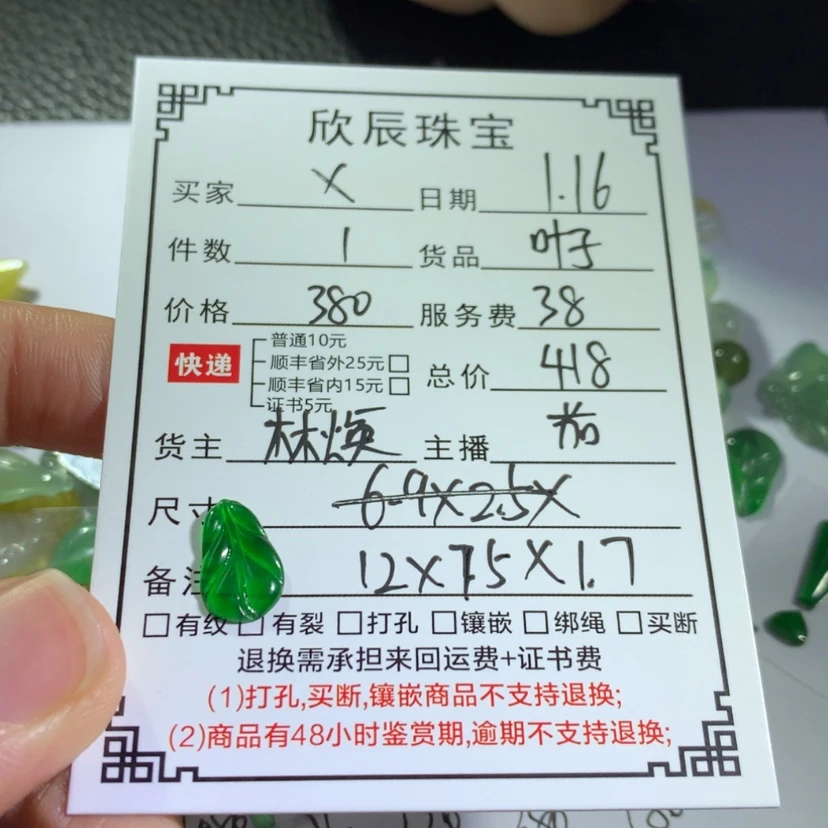 欣辰珠宝
买家 X 日期 1.16
件数 1 货品 叶子
价格 380 服务费 38
快递
普通10元
顺丰省外25元
顺丰省内15元
证书5元
总价 418
货主 林焕 主播 茄
尺寸 6.9X2.5X
备注 12X7.5X1.7
有纹 有裂 打孔 镶嵌 绑绳 买断
退换需承担来回运费+证书费
(1)打孔,买断,镶嵌商品不支持退换;
(2)商品有48小时鉴赏期,逾期不支持退换;